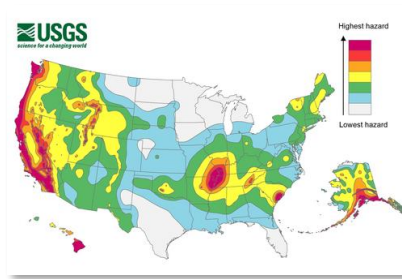 USGS
science for a changing world
Highest hazard
Lowest hazard